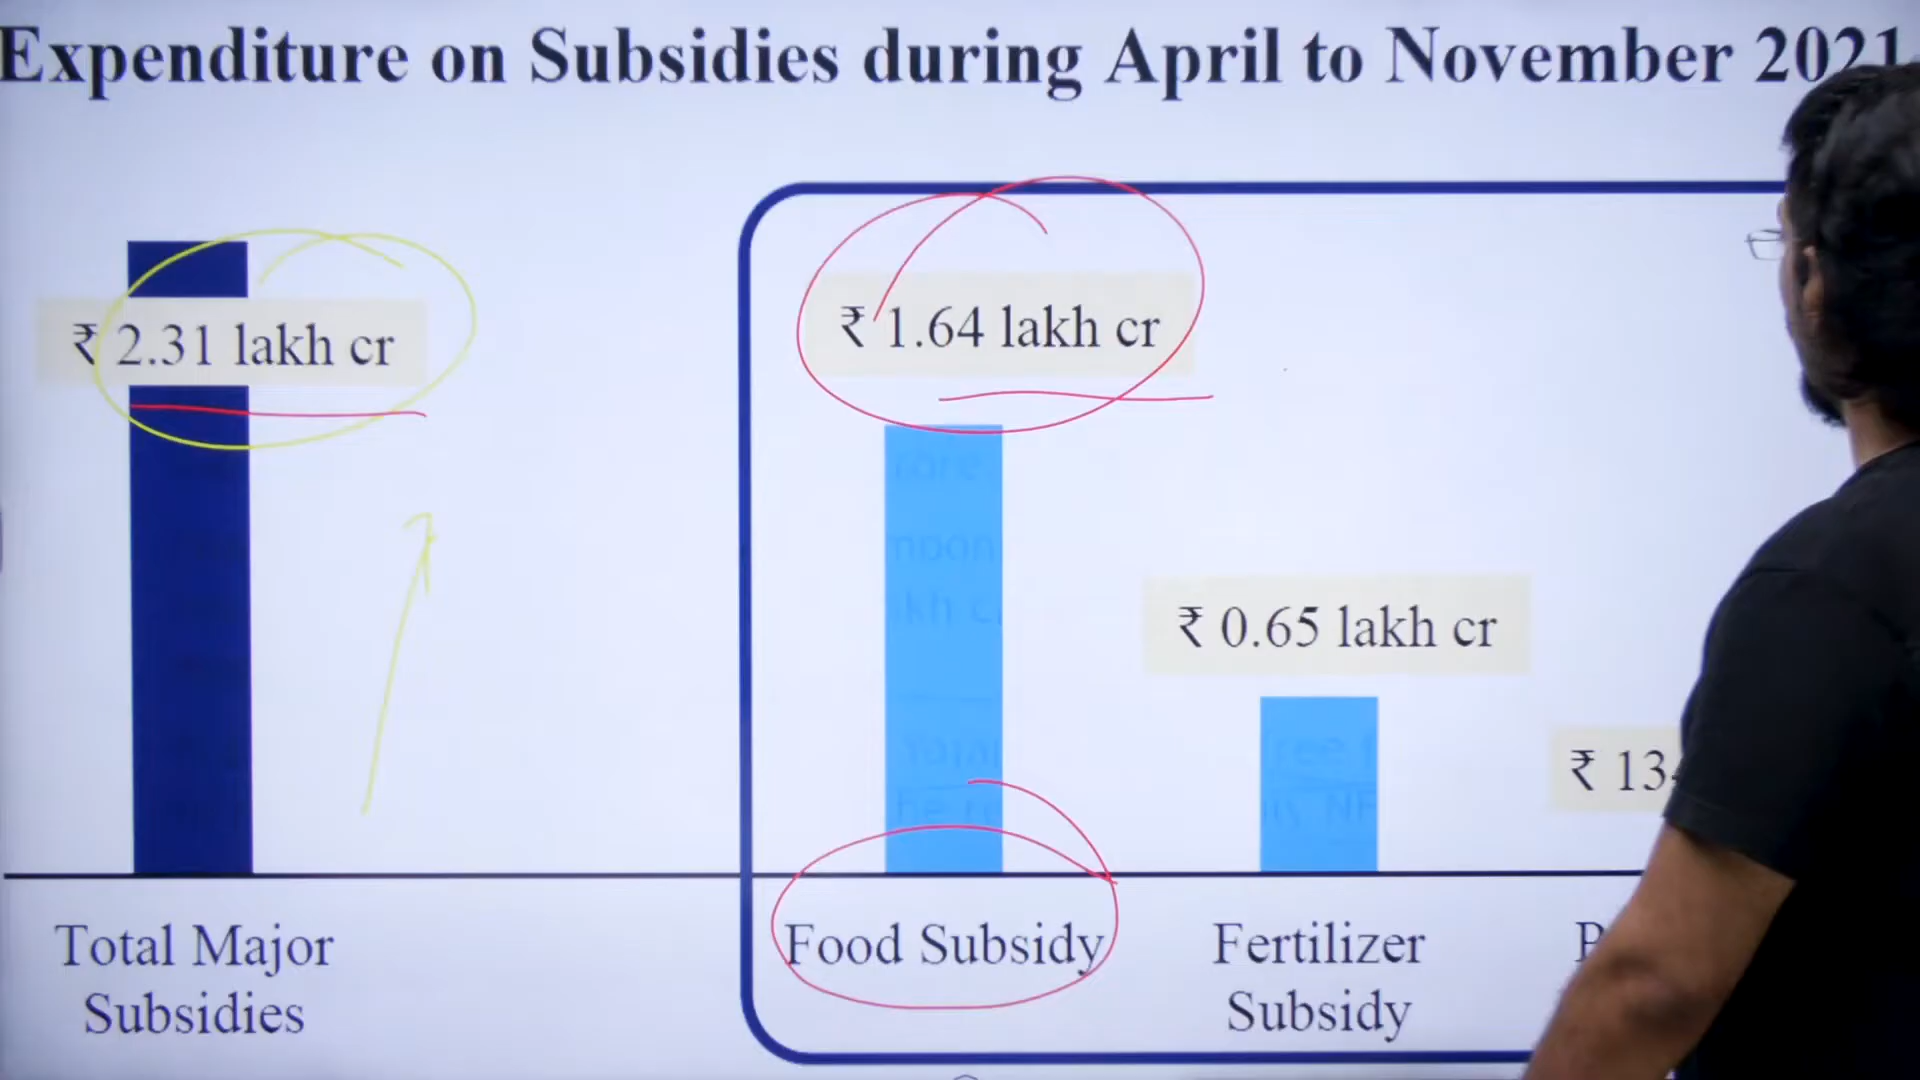 Expenditure on Subsidies during April to November 2021
₹ 2.31 lakh cr
₹ 1.64 lakh cr
₹ 0.65 lakh cr
₹ 13
Total Major
Subsidies
Food Subsidy
Fertilizer
Subsidy